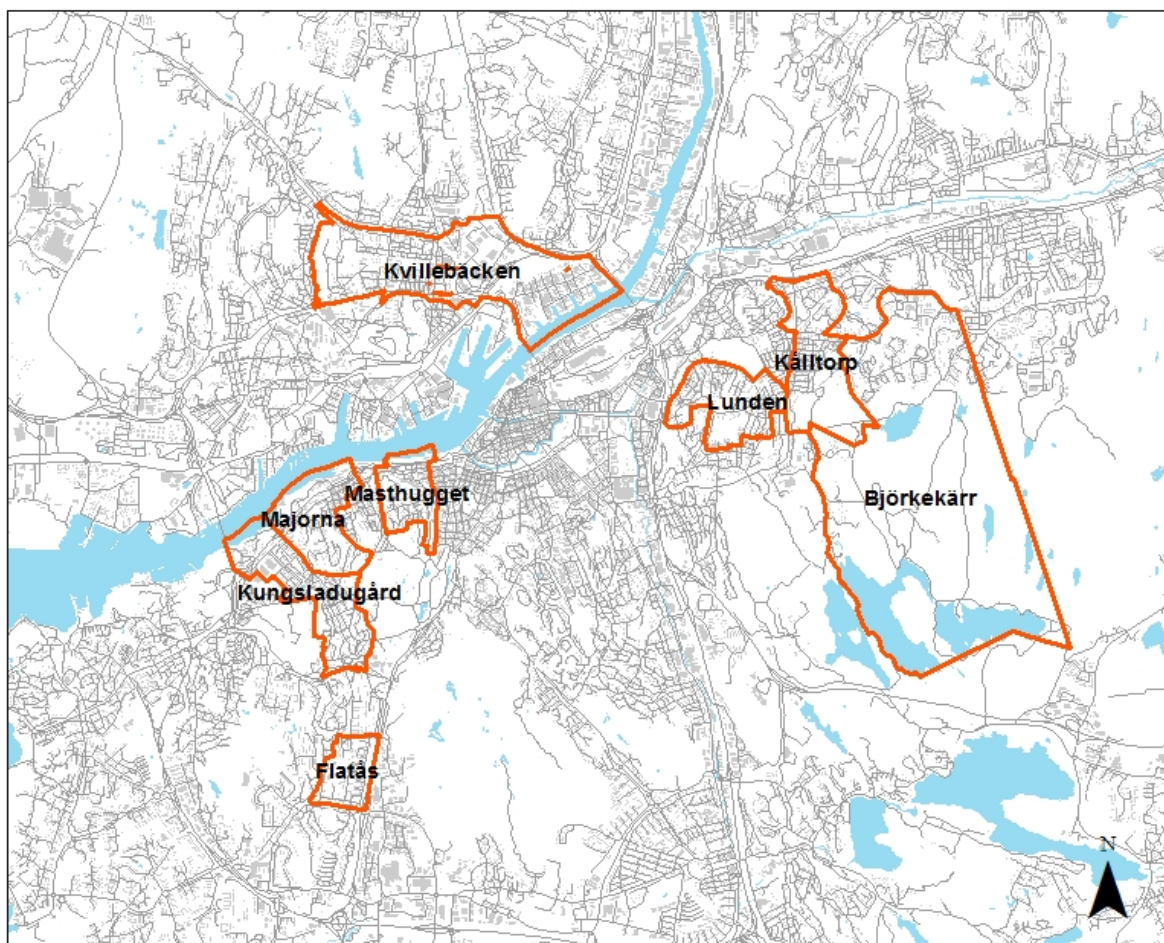 Kvillebäcken
Kålltorp
Lunden
Masthugget
Björkekärr
Majorna
Kungsladugård
Flatås
N